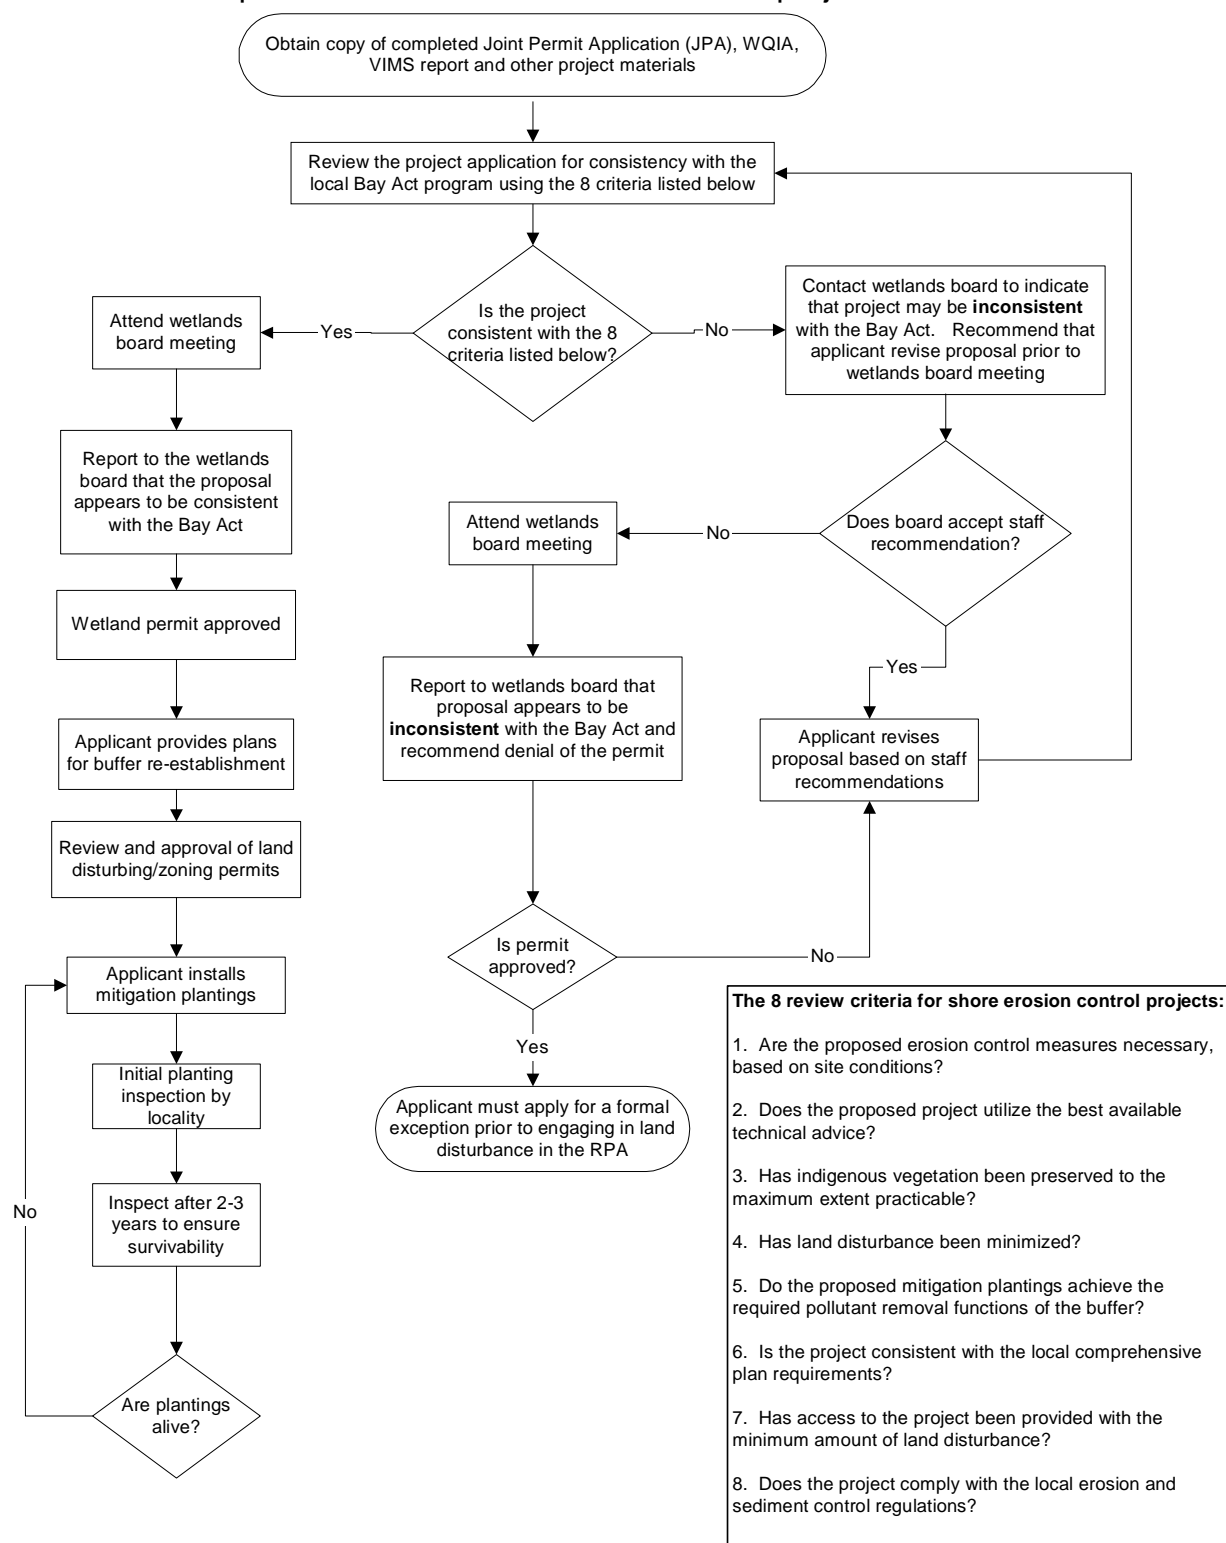 Obtain copy of completed Joint Permit Application (JPA), WQIA,
VIMS report and other project materials
Review the project application for consistency with the
local Bay Act program using the 8 criteria listed below
Is the project
consistent with the 8
criteria listed below?
Yes
No
Attend wetlands
board meeting
Contact wetlands board to indicate
that project may be inconsistent
with the Bay Act.   Recommend that
applicant revise proposal prior to
wetlands board meeting
Report to the wetlands
board that the proposal
appears to be consistent
with the Bay Act
Attend wetlands
board meeting
No
Does board accept staff
recommendation?
Wetland permit approved
Yes
Report to wetlands board that
proposal appears to be
inconsistent with the Bay Act and
recommend denial of the permit
Applicant provides plans
for buffer re-establishment
Applicant revises
proposal based on staff
recommendations
Review and approval of land
disturbing/zoning permits
Is permit
approved?
No
Applicant installs
mitigation plantings
Yes
Initial planting
inspection by
locality
Applicant must apply for a formal
exception prior to engaging in land
disturbance in the RPA
Inspect after 2-3
years to ensure
survivability
No
Are plantings
alive?
The 8 review criteria for shore erosion control projects:
1.  Are the proposed erosion control measures necessary,
based on site conditions?
2.  Does the proposed project utilize the best available
technical advice?
3.  Has indigenous vegetation been preserved to the
maximum extent practicable?
4.  Has land disturbance been minimized?
5.  Do the proposed mitigation plantings achieve the
required pollutant removal functions of the buffer?
6.  Is the project consistent with the local comprehensive
plan requirements?
7.  Has access to the project been provided with the
minimum amount of land disturbance?
8.  Does the project comply with the local erosion and
sediment control regulations?